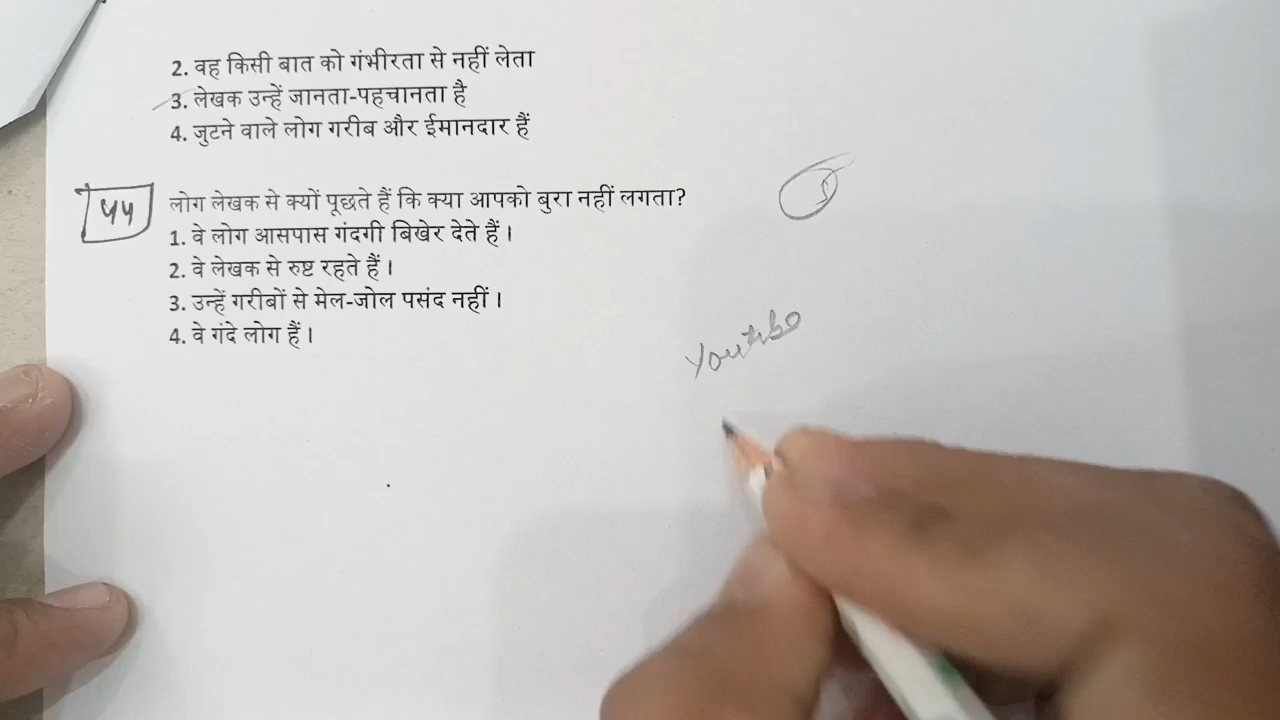 2. वह किसी बात को गंभीरता से नहीं लेता
3. लेखक उन्हें जानता-पहचानता है
4. जुटने वाले लोग गरीब और ईमानदार हैं
५५ लोग लेखक से क्यों पूछते हैं कि क्या आपको बुरा नहीं लगता?
1. वे लोग आसपास गंदगी बिखेर देते हैं।
2. वे लेखक से रुष्ट रहते हैं।
3. उन्हें गरीबों से मेल-जोल पसंद नहीं।
4. वे गंदे लोग हैं।